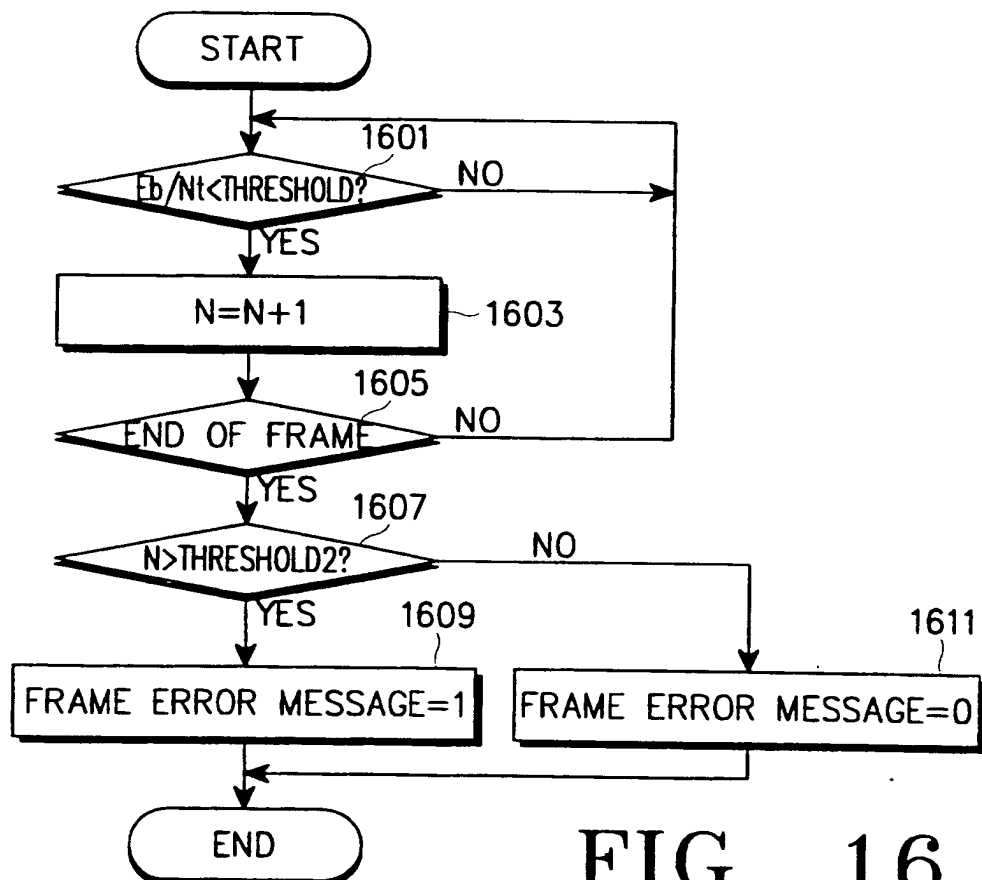 START
1601
Eb/Nt<THRESHOLD?
NO
YES
N=N+1
1603
1605
END OF FRAME
NO
YES
1607
N>THRESHOLD2?
NO
YES
1609
1611
FRAME ERROR MESSAGE=1
FRAME ERROR MESSAGE=0
END
FIG. 16